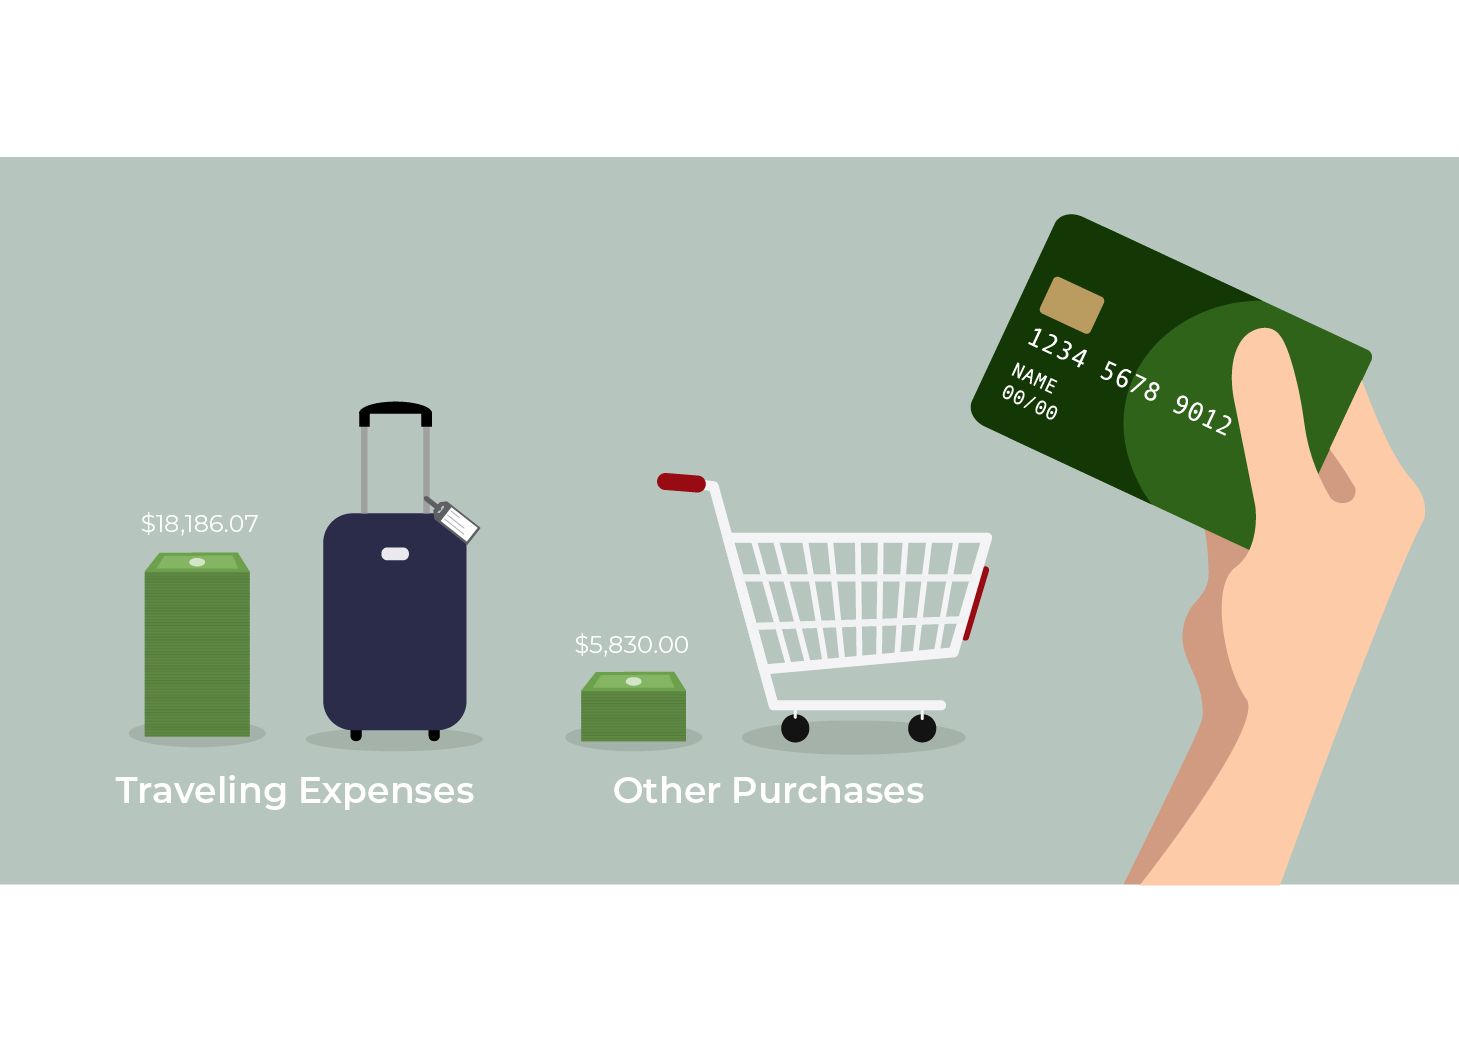 1234 5678 9012
NAME
00/00
$18,186.07
$5,830.00
Traveling Expenses
Other Purchases